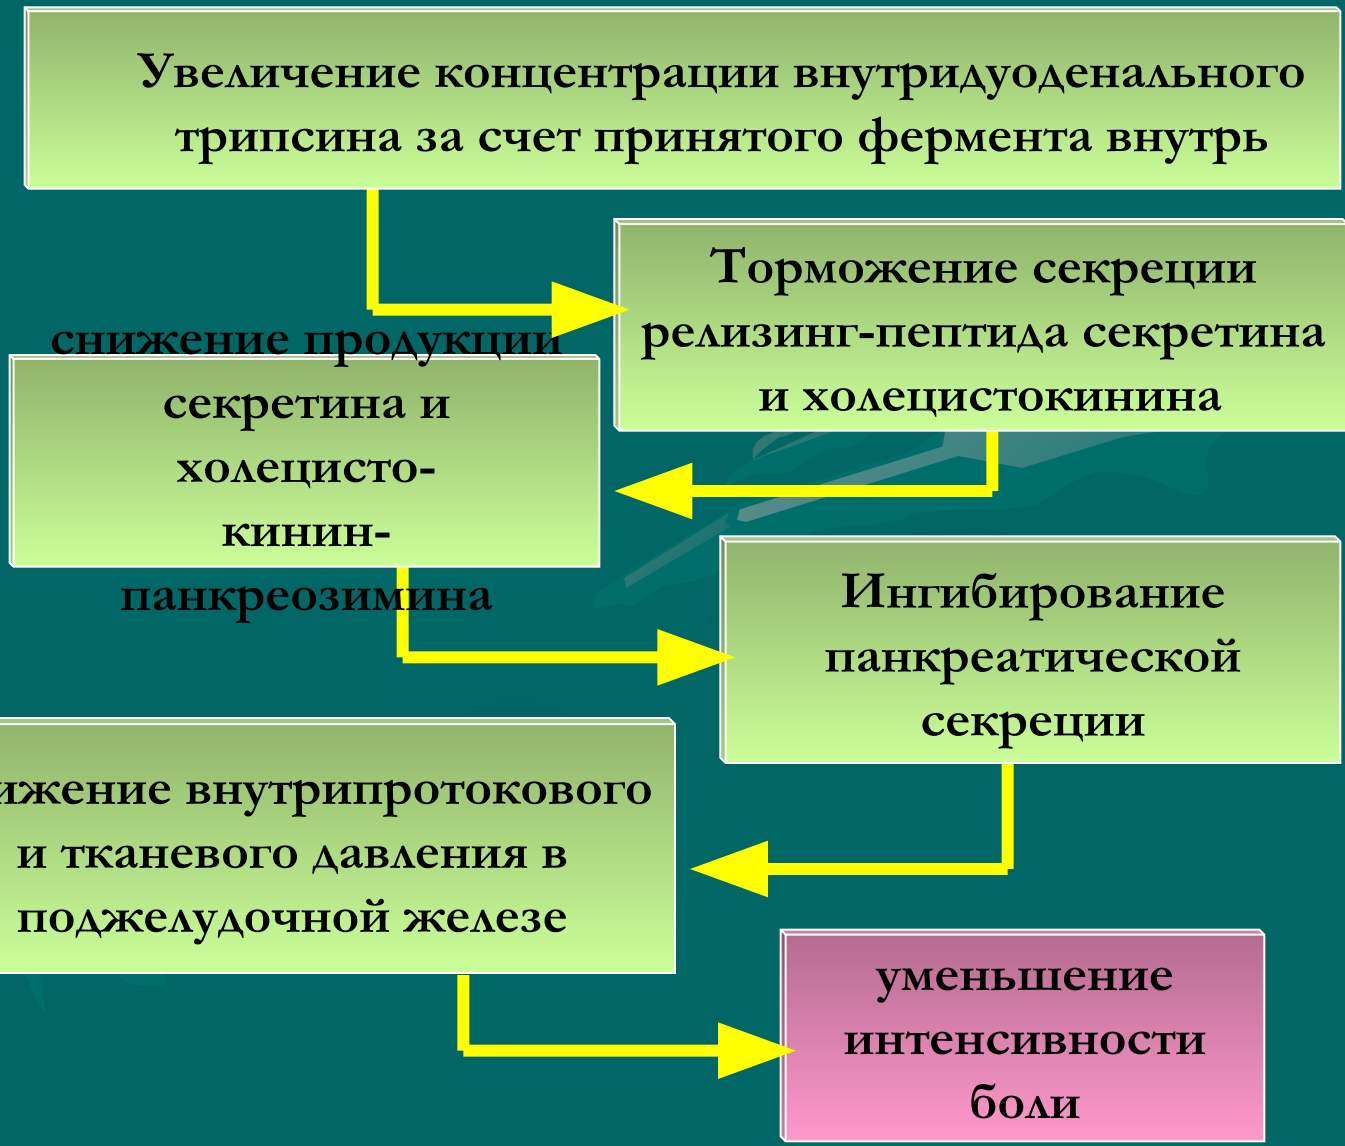 Увеличение концентрации внутридуоденального
трипсина за счет принятого фермента внутрь
Торможение секреции
релизинг-пептида секретина
и холецистокинина
снижение продукции
секретина и
холецисто-
кинин-
панкреозимина
Ингибирование
панкреатической
секреции
ижение внутрипротокового
и тканевого давления в
поджелудочной железе
уменьшение
интенсивности
боли